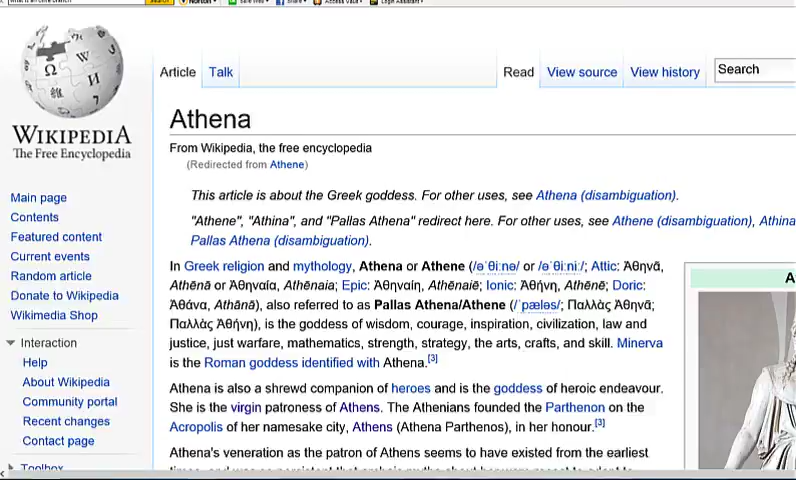 Search
Norton
Article Talk Read View source View history Search
WIKIPEDIA
The Free Encyclopedia
Athena
From Wikipedia, the free encyclopedia
(Redirected from Athene)
This article is about the Greek goddess. For other uses, see Athena (disambiguation).
"Athene", "Athina", and "Pallas Athena" redirect here. For other uses, see Athene (disambiguation), Athina
Pallas Athena (disambiguation).
In Greek religion and mythology, Athena or Athene (/əˈθiːnə/ or /əˈθiːniː/; Attic: Ἀθηνᾶ,
Athēnā or Ἀθηναία, Athēnaia; Epic: Ἀθηναίη, Athēnaiē; Ionic: Ἀθήνη, Athēnē; Doric:
Ἀθάνα, Athānā), also referred to as Pallas Athena/Athene (/ˈpæləs/; Παλλὰς Ἀθηνᾶ;
Παλλὰς Ἀθήνη), is the goddess of wisdom, courage, inspiration, civilization, law and
justice, just warfare, mathematics, strength, strategy, the arts, crafts, and skill. Minerva
is the Roman goddess identified with Athena.[3]
Athena is also a shrewd companion of heroes and is the goddess of heroic endeavour.
She is the virgin patroness of Athens. The Athenians founded the Parthenon on the
Acropolis of her namesake city, Athens (Athena Parthenos), in her honour.[3]
Athena's veneration as the patron of Athens seems to have existed from the earliest
Main page
Contents
Featured content
Current events
Random article
Donate to Wikipedia
Wikimedia Shop
Interaction
Help
About Wikipedia
Community portal
Recent changes
Contact page
Toolbox
A